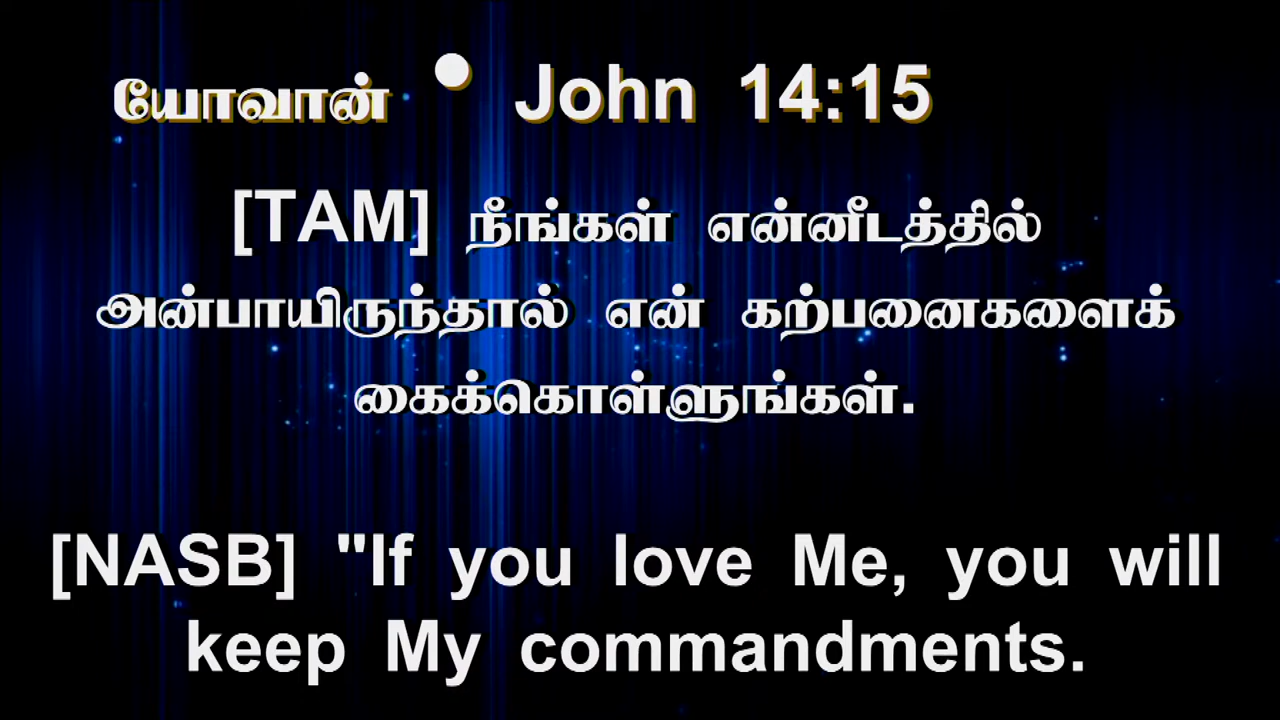 யோவான் • John 14:15
[TAM] நீங்கள் என்னீடத்தில்
அன்பாயிருந்தால் என் கற்பனைகளைக்
கைக்கொள்ளுங்கள்.
[NASB] "If you love Me, you will
keep My commandments.